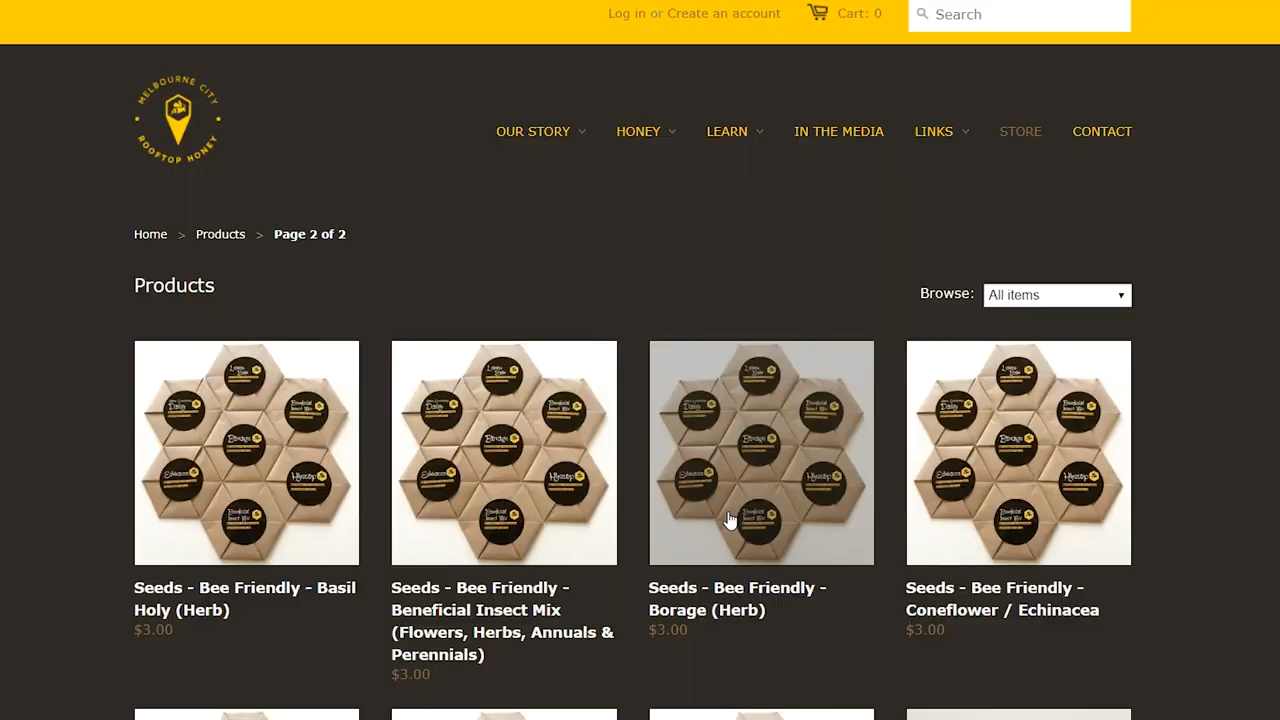 Log in or Create an account
Cart: 0
Search
MELBOURNE CITY
ROOFTOP HONEY
OUR STORY
HONEY
LEARN
IN THE MEDIA
LINKS
STORE
CONTACT
Home > Products > Page 2 of 2
Products
Browse:
All items
Seeds - Bee Friendly - Basil
Holy (Herb)
$3.00
Seeds - Bee Friendly -
Beneficial Insect Mix
(Flowers, Herbs, Annuals &
Perennials)
$3.00
Seeds - Bee Friendly -
Borage (Herb)
$3.00
Seeds - Bee Friendly -
Coneflower / Echinacea
$3.00